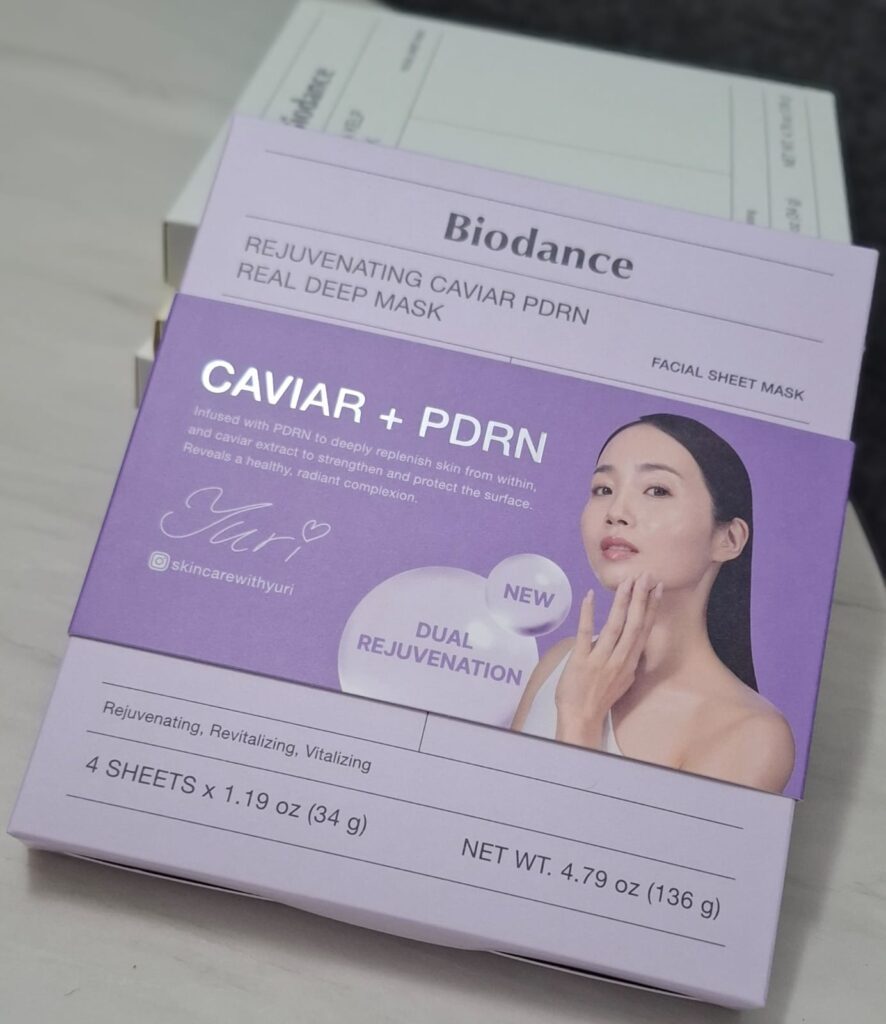 Biodance
KELP
Biodance
REJUVENATING CAVIAR PDRN
REAL DEEP MASK
FACIAL SHEET MASK
CAVIAR + PDRN
Infused with PDRN to deeply replenish skin from within,
and caviar extract to strengthen and protect the surface.
Reveals a healthy, radiant complexion.
Yuri
skincarewithyuri
NEW
DUAL
REJUVENATION
Rejuvenating, Revitalizing, Vitalizing
4 SHEETS x 1.19 oz (34 g)
NET WT. 4.79 oz (136 g)